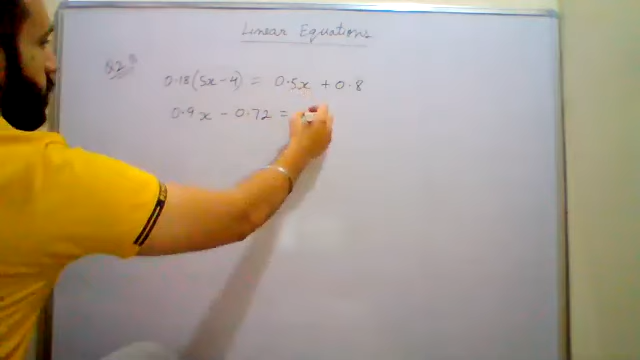 Linear Equations
0.18(5x-4) = 0.5x + 0.8
0.9x - 0.72 =